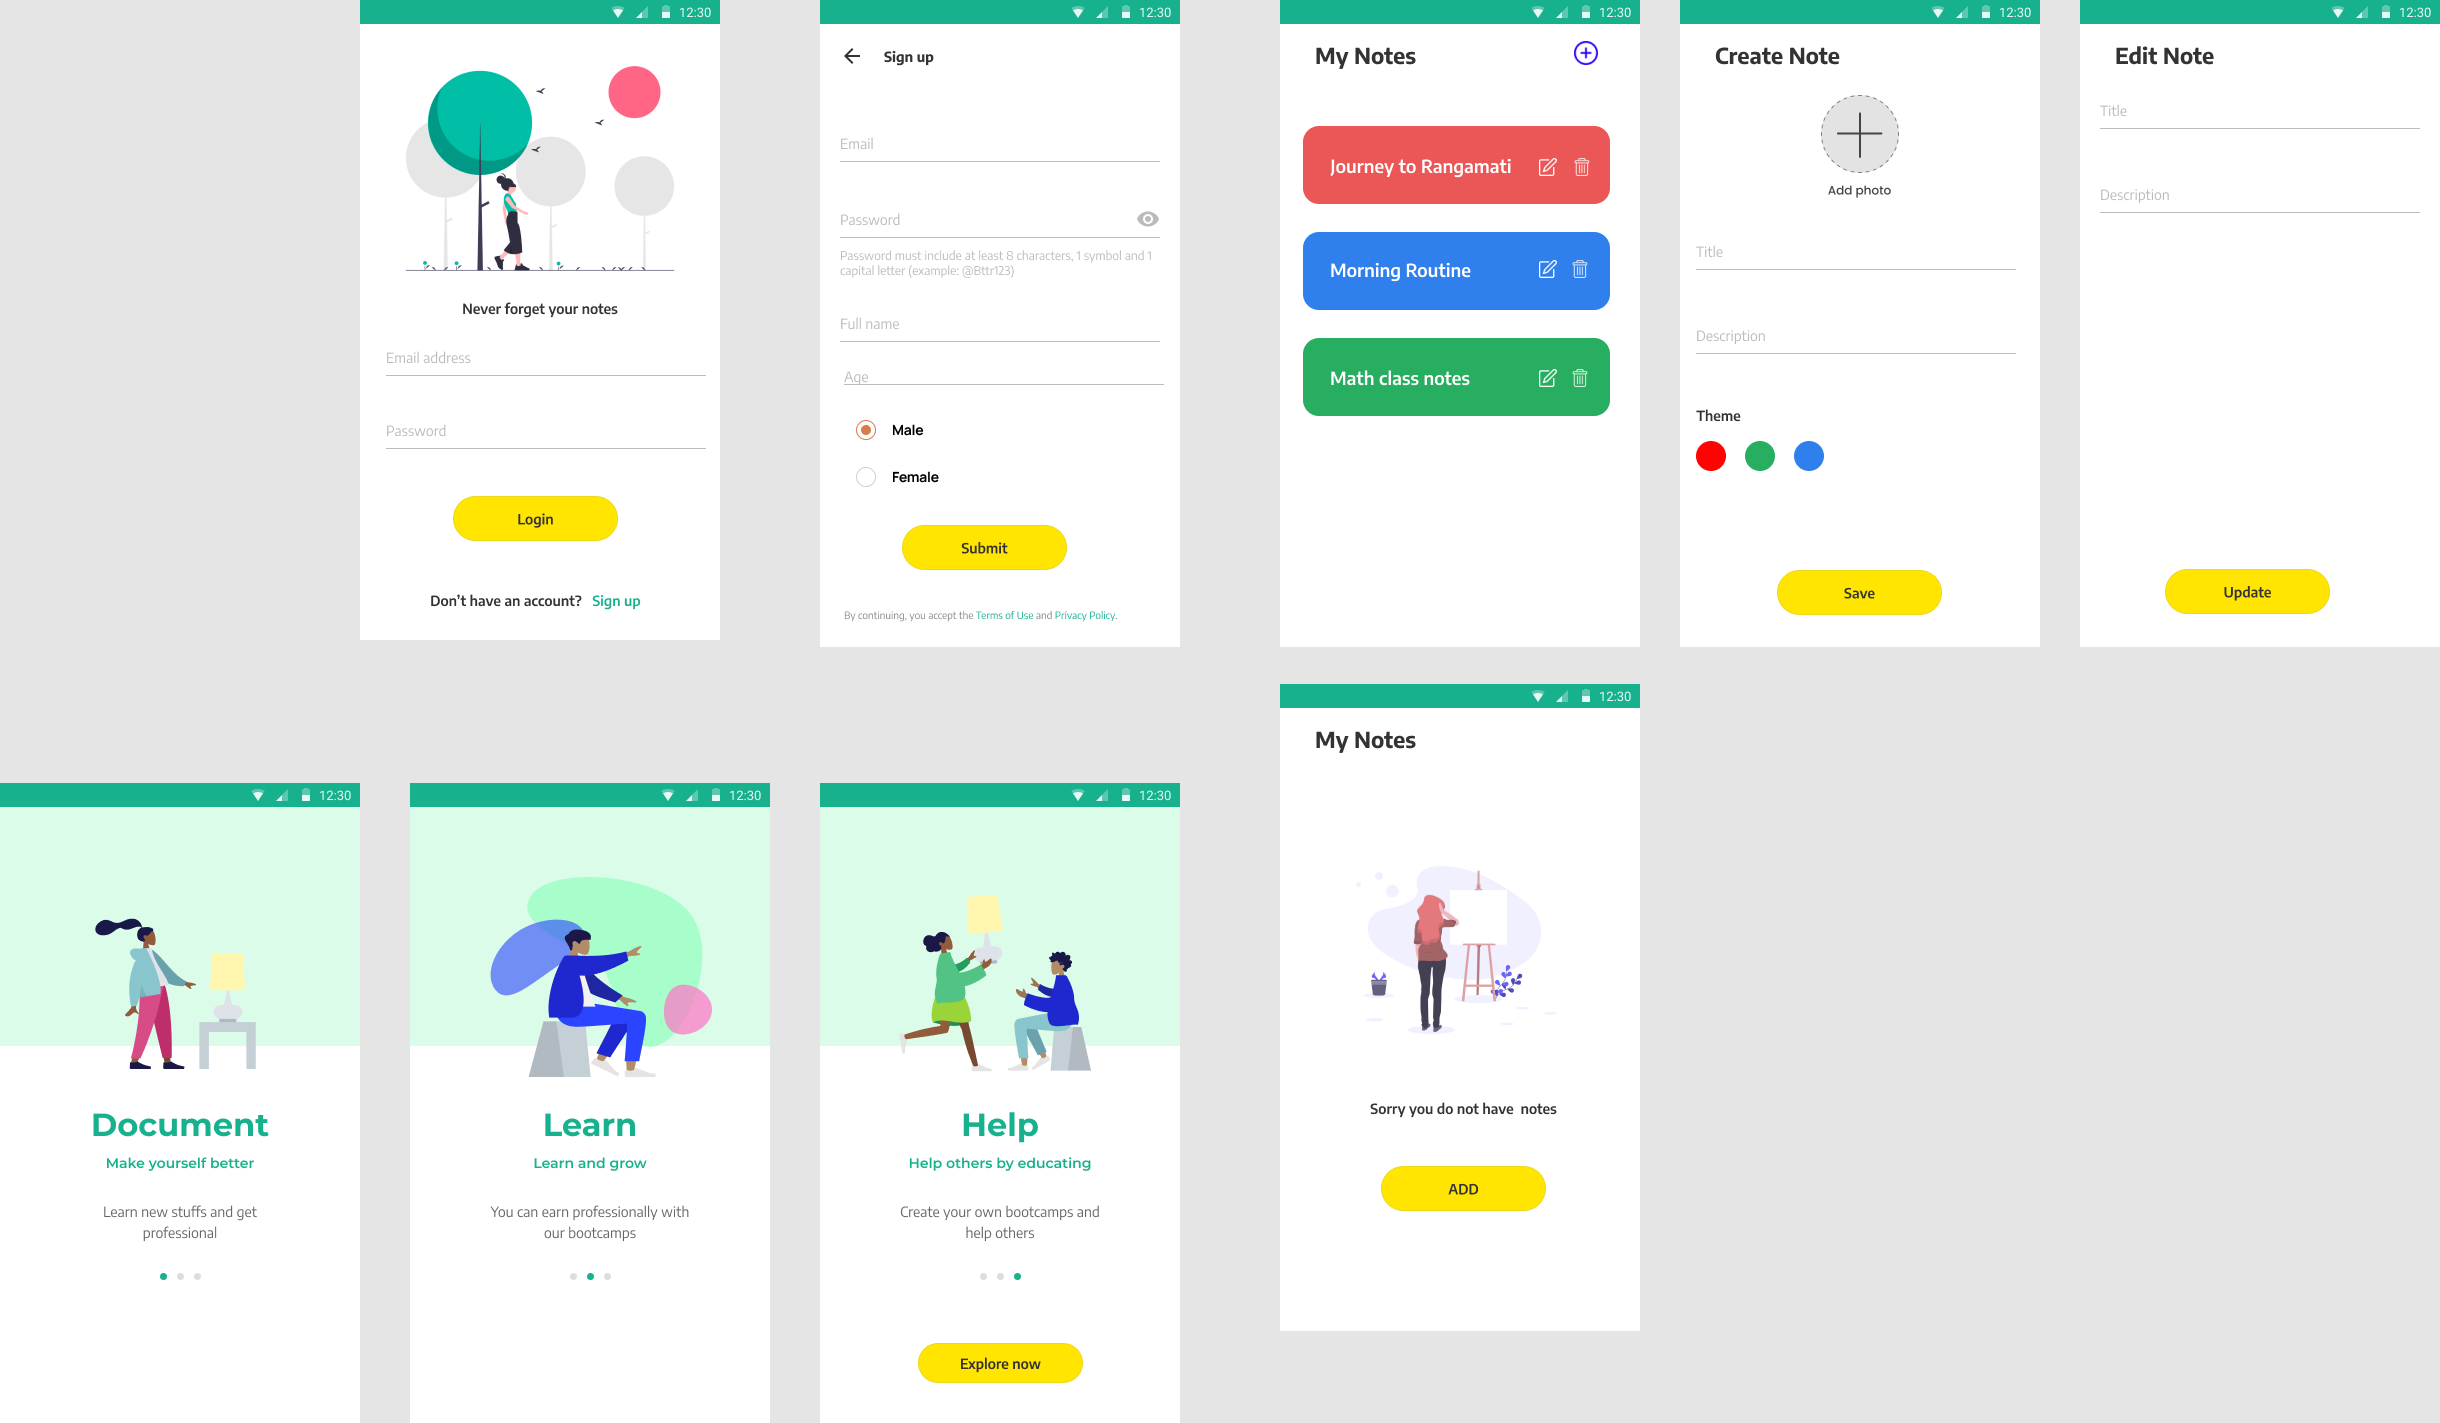 12:30
Never forget your notes
Email address
Password
Login
Don't have an account? Sign up
12:30
Sign up
Email
Password
Password must include at least 8 characters, 1 symbol and 1
capital letter (example: @Bttr123)
Full name
Age
Male
Female
Submit
By continuing, you accept the Terms of Use and Privacy Policy.
12:30
My Notes
Journey to Rangamati
Morning Routine
Math class notes
12:30
Create Note
Add photo
Title
Description
Theme
Save
12:30
Edit Note
Title
Description
Update
12:30
Document
Make yourself better
Learn new stuffs and get
professional
12:30
Learn
Learn and grow
You can earn professionally with
our bootcamps
12:30
Help
Help others by educating
Create your own bootcamps and
help others
Explore now
12:30
My Notes
Sorry you do not have  notes
ADD